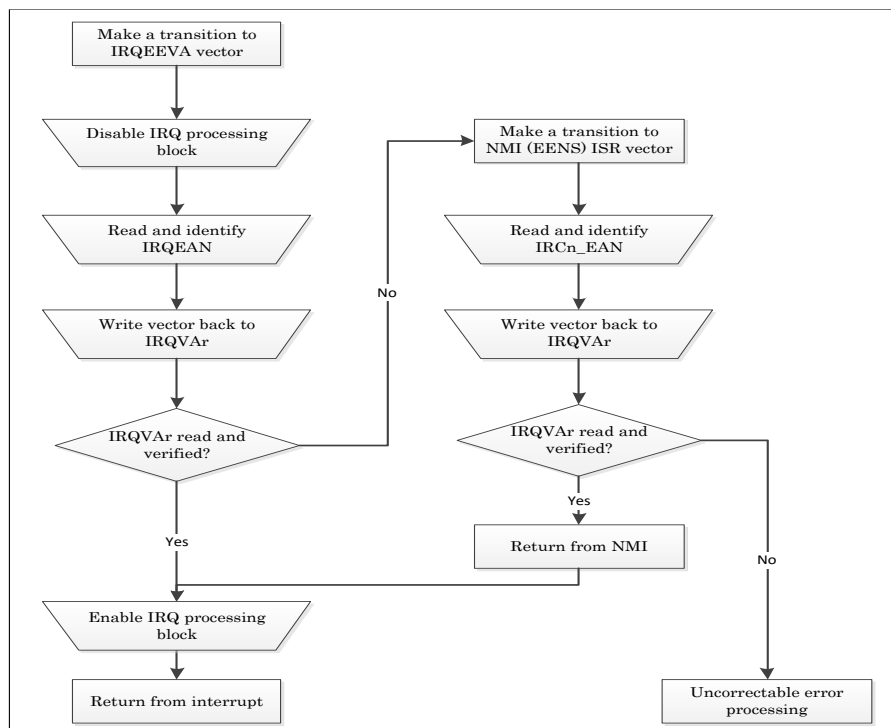 Make a transition to
IRQEEVA vector
Disable IRQ processing
block
Read and identify
IRQEAN
Write vector back to
IRQVAr
IRQVAr read and
verified?
Yes
No
Enable IRQ processing
block
Return from interrupt
Make a transition to
NMI (EENS) ISR vector
Read and identify
IRCn_EAN
Write vector back to
IRQVAr
IRQVAr read and
verified?
Yes
Return from NMI
No
Uncorrectable error
processing